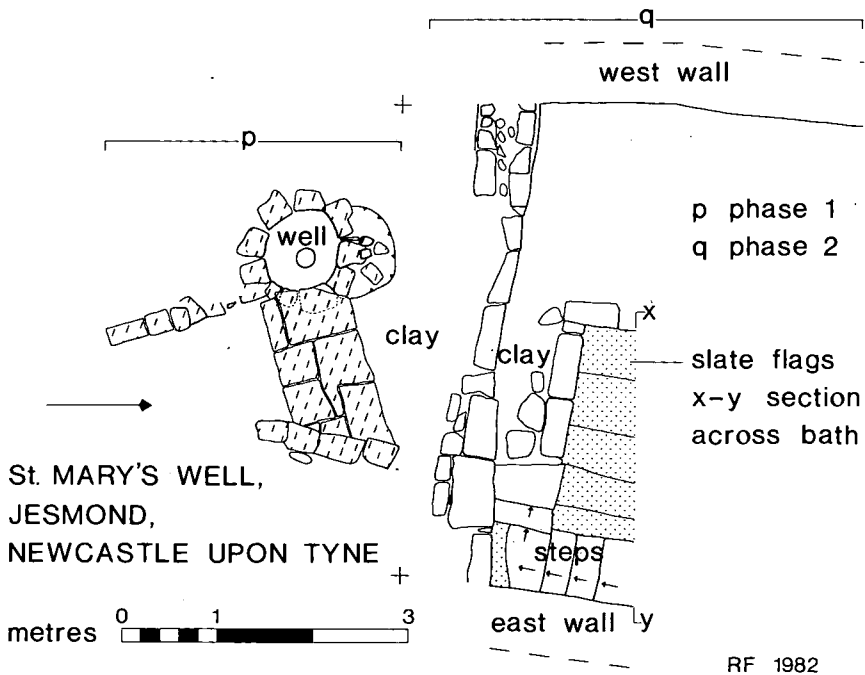 q
west wall
p
well
p phase 1
q phase 2
x
clay
clay
slate flags
x-y section
across bath
St. MARY'S WELL,
JESMOND,
NEWCASTLE UPON TYNE
steps
0 1 3
metres
east wall
y
RF 1982